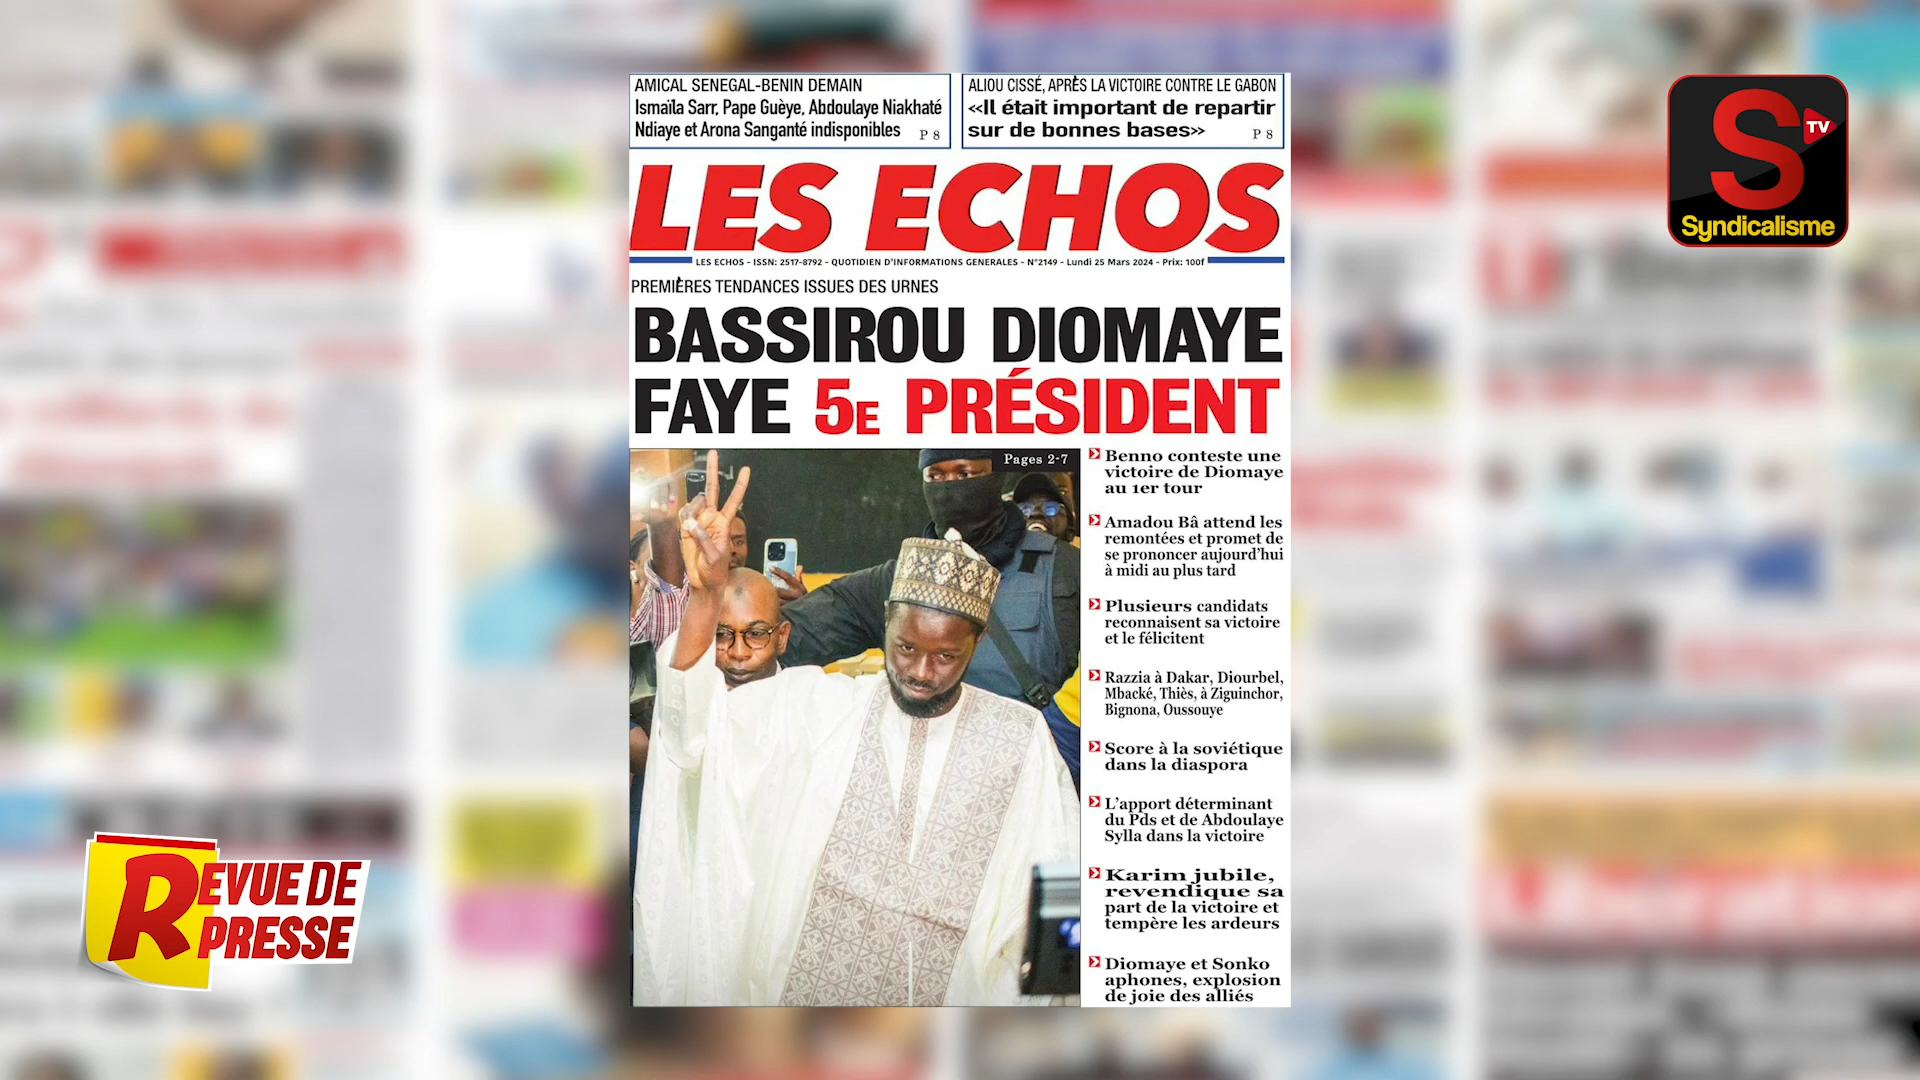 AMICAL SENEGAL-BENIN DEMAIN
Ismaïla Sarr, Pape Guèye, Abdoulaye Niakhaté
Ndiaye et Arona Sanganté indisponibles P 8
ALIOU CISSÉ, APRÈS LA VICTOIRE CONTRE LE GABON
«Il était important de repartir
sur de bonnes bases» P 8
LES ECHOS
LES ECHOS - ISSN: 2517-8792 - QUOTIDIEN D'INFORMATIONS GENERALES - N°2149 - Lundi 25 Mars 2024 - Prix: 100f
PREMIÈRES TENDANCES ISSUES DES URNES
BASSIROU DIOMAYE
FAYE 5E PRÉSIDENT
Pages 2-7
Benno conteste une
victoire de Diomaye
au 1er tour
Amadou Bâ attend les
remontées et promet de
se prononcer aujourd'hui
à midi au plus tard
Plusieurs candidats
reconnaisent sa victoire
et le félicitent
Razzia à Dakar, Diourbel,
Mbacké, Thiès, à Ziguinchor,
Bignona, Oussouye
Score à la soviétique
dans la diaspora
L'apport déterminant
du Pds et de Abdoulaye
Sylla dans la victoire
Karim jubile,
revendique sa
part de la victoire et
tempère les ardeurs
Diomaye et Sonko
aphones, explosion
de joie des alliés
S TV
Syndicalisme
REVUE DE
PRESSE